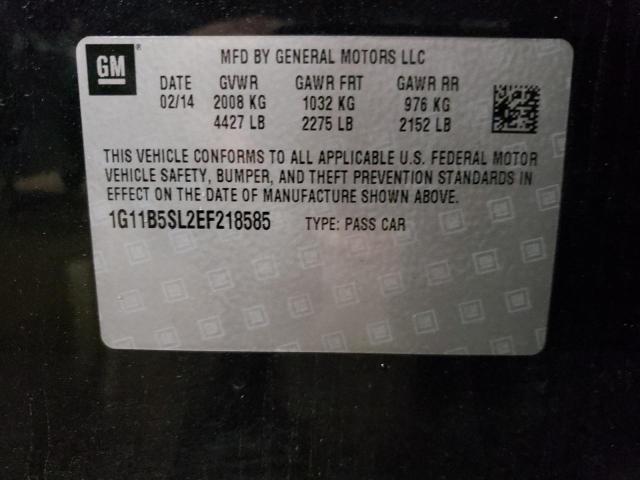 GM ®
MFD BY GENERAL MOTORS LLC
DATE GVWR GAWR FRT GAWR RR
02/14 2008 KG 1032 KG 976 KG
4427 LB 2275 LB 2152 LB
THIS VEHICLE CONFORMS TO ALL APPLICABLE U.S. FEDERAL MOTOR
VEHICLE SAFETY, BUMPER, AND THEFT PREVENTION STANDARDS IN
EFFECT ON THE DATE OF MANUFACTURE SHOWN ABOVE.
1G11B5SL2EF218585 TYPE: PASS CAR